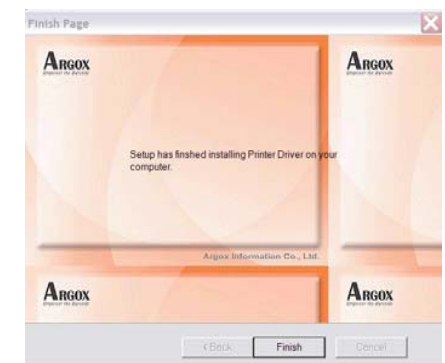 Finish Page
ARGOX
ARGOX
Setup has finshed installing Printer Driver on your
computer.
Argox Information Co., Ltd.
ARGOX
ARGOX
< Back
Finish
Cancel